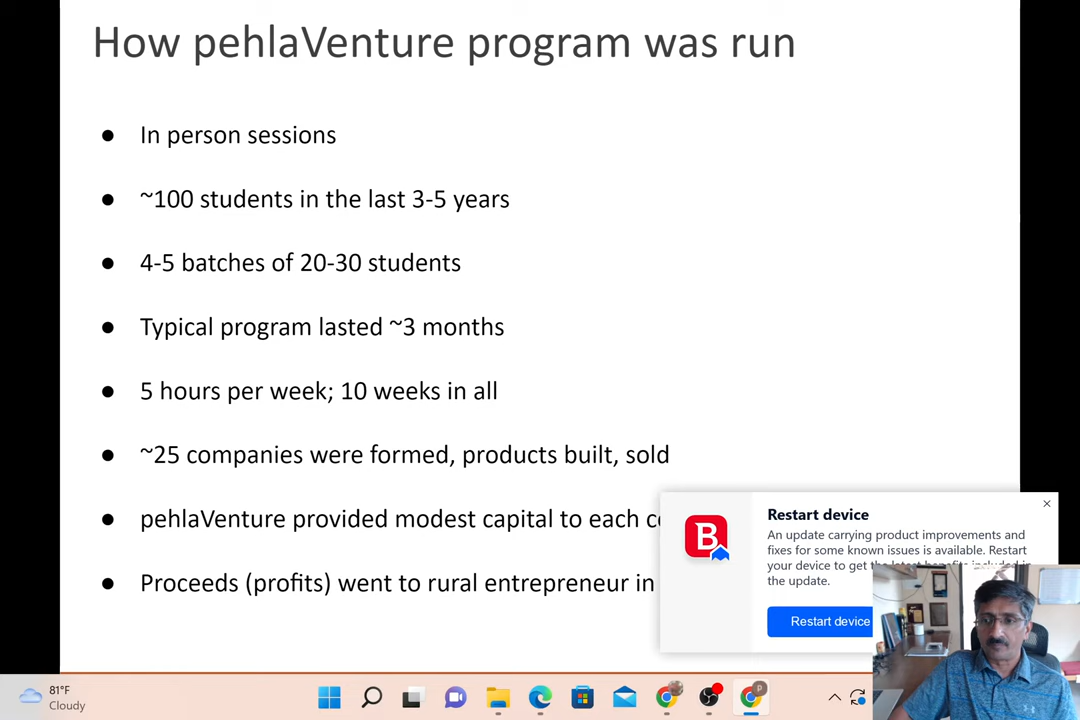 How pehlaVenture program was run
● In person sessions
● ~100 students in the last 3-5 years
● 4-5 batches of 20-30 students
● Typical program lasted ~3 months
● 5 hours per week; 10 weeks in all
● ~25 companies were formed, products built, sold
● pehlaVenture provided modest capital to each
● Proceeds (profits) went to rural entrepreneur in
B
Restart device
An update carrying product improvements and
fixes for some known issues is available. Restart
your device to get the latest benefits included in
the update.
Restart device
81°F
Cloudy
P